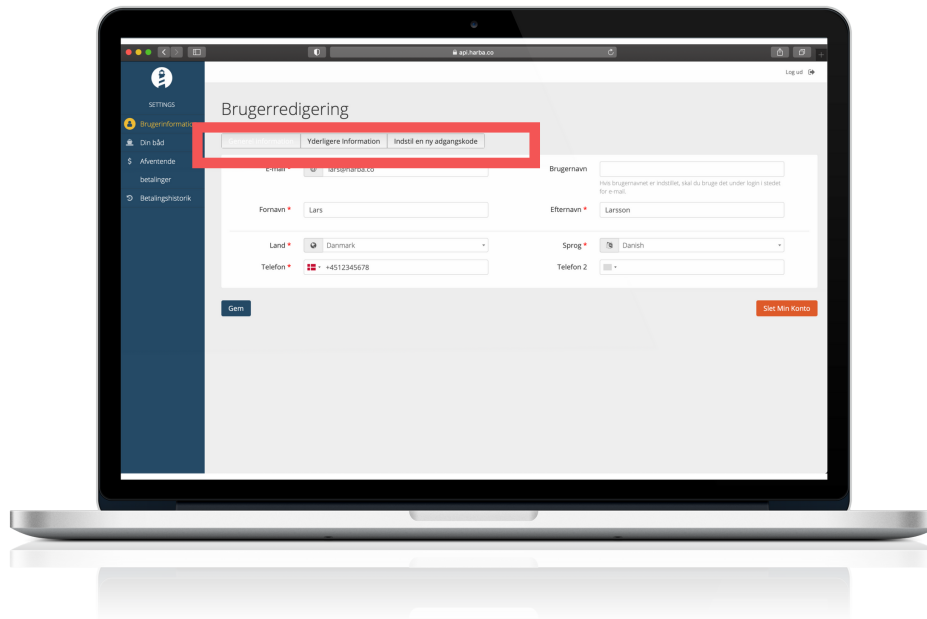 api.harba.co
Log ud
SETTINGS
Brugerinformation
Din båd
$ Afventende
betalinger
Betalingshistorik
Brugerredigering
Yderligere Information
Indstil en ny adgangskode
E-mail *
lars@harba.co
Brugernavn
Hvis brugernavnet er indstillet, skal du bruge det under login i stedet
for e-mail.
Fornavn *
Lars
Efternavn *
Larsson
Land *
Danmark
Sprog *
Danish
Telefon *
+4512345678
Telefon 2
Gem
Slet Min Konto